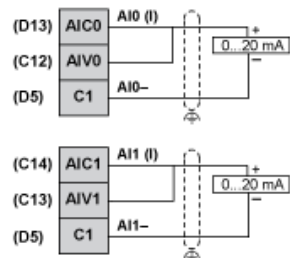 (D13) AIC0 AI0 (I) +
(C12) AIV0 0...20 mA
(D5) C1 AI0– –
(C14) AIC1 AI1 (I) +
(C13) AIV1 0...20 mA
(D5) C1 AI1– –